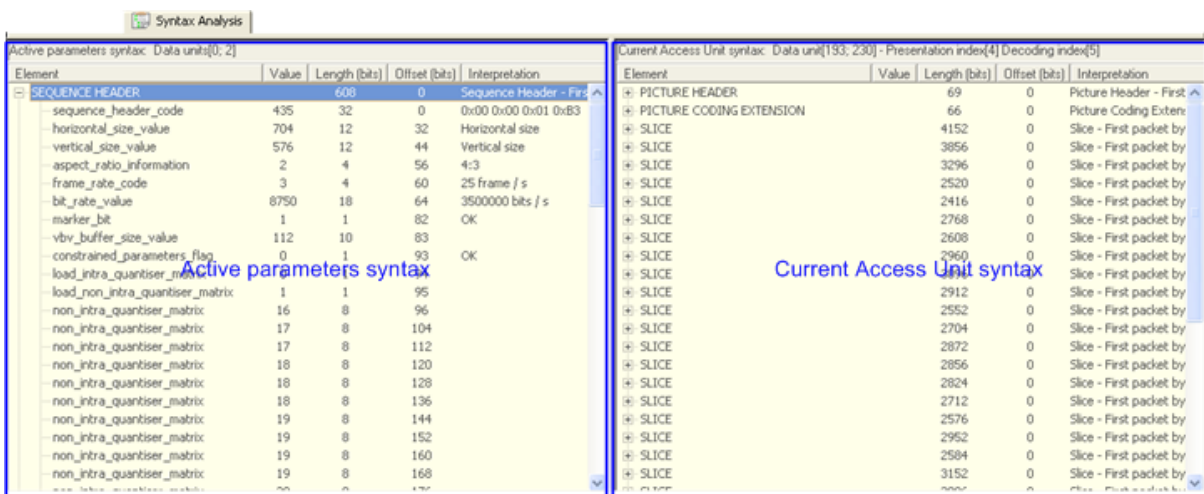 Syntax Analysis
Active parameters syntax: Data units[0; 2]
Element Value Length (bits) Offset (bits) Interpretation
SEQUENCE HEADER 608 0 Sequence Header - Firs
sequence_header_code 435 32 0 0x00 0x00 0x01 0xB3
horizontal_size_value 704 12 32 Horizontal size
vertical_size_value 576 12 44 Vertical size
aspect_ratio_information 2 4 56 4:3
frame_rate_code 3 4 60 25 frame / s
bit_rate_value 8750 18 64 3500000 bits / s
marker_bit 1 1 82 OK
vbv_buffer_size_value 112 10 83
constrained_parameters_flag 0 1 93 OK
load_intra_quantiser_matrix
Active parameters syntax
load_non_intra_quantiser_matrix 1 1 95
non_intra_quantiser_matrix 16 8 96
non_intra_quantiser_matrix 17 8 104
non_intra_quantiser_matrix 17 8 112
non_intra_quantiser_matrix 18 8 120
non_intra_quantiser_matrix 18 8 128
non_intra_quantiser_matrix 18 8 136
non_intra_quantiser_matrix 19 8 144
non_intra_quantiser_matrix 19 8 152
non_intra_quantiser_matrix 19 8 160
non_intra_quantiser_matrix 19 8 168
Current Access Unit syntax: Data unit[193; 230] - Presentation index[4] Decoding index[5]
Element Value Length (bits) Offset (bits) Interpretation
PICTURE HEADER 69 0 Picture Header - First
PICTURE CODING EXTENSION 66 0 Picture Coding Exten
SLICE 4152 0 Slice - First packet by
SLICE 3856 0 Slice - First packet by
SLICE 3296 0 Slice - First packet by
SLICE 2520 0 Slice - First packet by
SLICE 2416 0 Slice - First packet by
SLICE 2768 0 Slice - First packet by
SLICE 2608 0 Slice - First packet by
SLICE 2960 0 Slice - First packet by
SLICE 0 Slice - First packet by
Current Access Unit syntax
SLICE 2912 0 Slice - First packet by
SLICE 2552 0 Slice - First packet by
SLICE 2704 0 Slice - First packet by
SLICE 2872 0 Slice - First packet by
SLICE 2856 0 Slice - First packet by
SLICE 2824 0 Slice - First packet by
SLICE 2712 0 Slice - First packet by
SLICE 2576 0 Slice - First packet by
SLICE 2952 0 Slice - First packet by
SLICE 2584 0 Slice - First packet by
SLICE 3152 0 Slice - First packet by